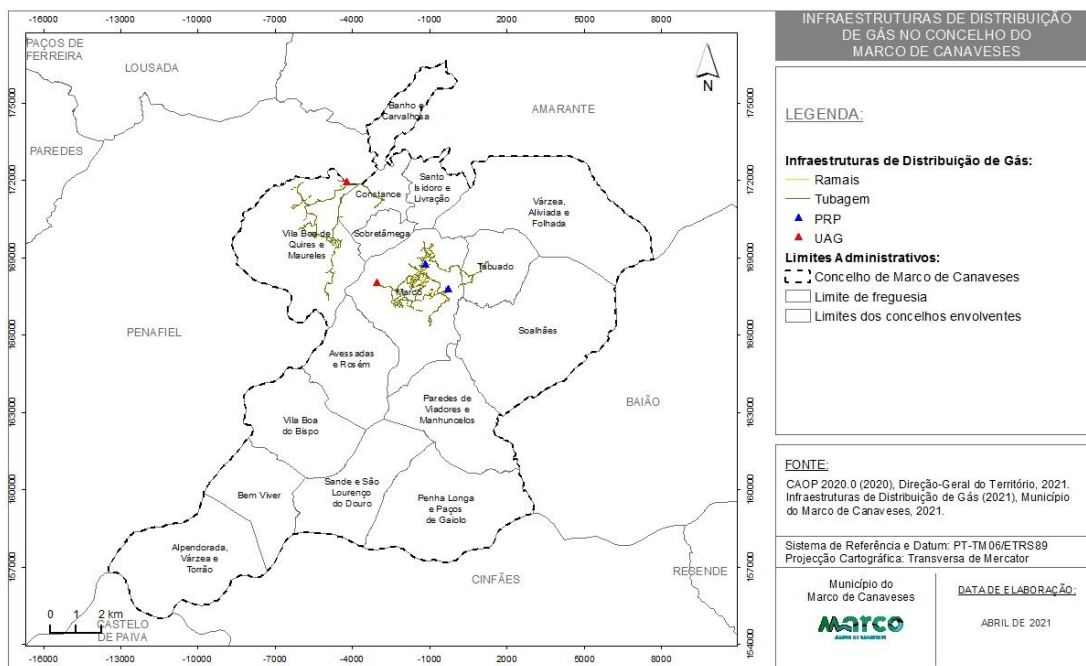 -16000 -13000 -10000 -7000 -4000 -1000 2000 5000 8000
PAÇOS DE
FERREIRA
LOUSADA
N
175000
175000
Banho e
Carvalhosa
AMARANTE
PAREDES
172000
172000
Constance
Santo
Isidoro e
Livração
Várzea,
Aliviada e
Folhada
Vila Boa de
Quires e
Maureles
Sobretâmega
169000
169000
Tabuado
Marco
PENAFIEL
166000
166000
Soalhães
Avessadas
e Rosém
BAIÃO
163000
163000
Paredes de
Viadores e
Manhuncelos
Vila Boa
do Bispo
160000
160000
Bem Viver
Sande e São
Lourenço
do Douro
Penha Longa
e Paços
de Gaiolo
Alpendorada,
Várzea e
Torrão
157000
157000
CINFÃES
RESENDE
0 1 2 km
CASTELO
DE PAIVA
154000
-16000 -13000 -10000 -7000 -4000 -1000 2000 5000 8000
INFRAESTRUTURAS DE DISTRIBUIÇÃO
DE GÁS NO CONCELHO DO
MARCO DE CANAVESES
LEGENDA:
Infraestruturas de Distribuição de Gás:
Ramais
Tubagem
PRP
UAG
Limites Administrativos:
Concelho de Marco de Canaveses
Limite de freguesia
Limites dos concelhos envolventes
FONTE:
CAOP 2020.0 (2020), Direção-Geral do Território, 2021.
Infraestruturas de Distribuição de Gás (2021), Município
do Marco de Canaveses, 2021.
Sistema de Referência e Datum: PT-TM06/ETRS89
Projecção Cartográfica: Transversa de Mercator
Município do
Marco de Canaveses
MARCO
MARCO DE CANAVESES
DATA DE ELABORAÇÃO:
ABRIL DE 2021